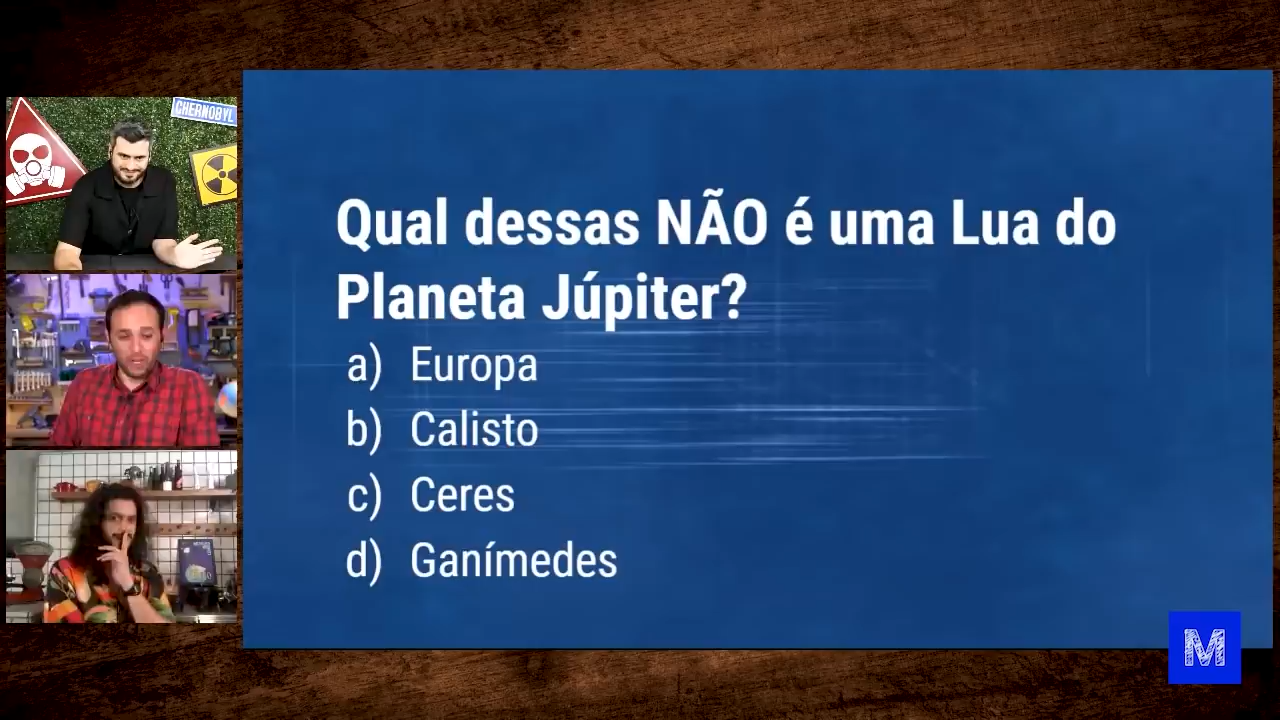 CHERNOBYL
Qual dessas NÃO é uma Lua do
Planeta Júpiter?
a) Europa
b) Calisto
c) Ceres
d) Ganímedes
M